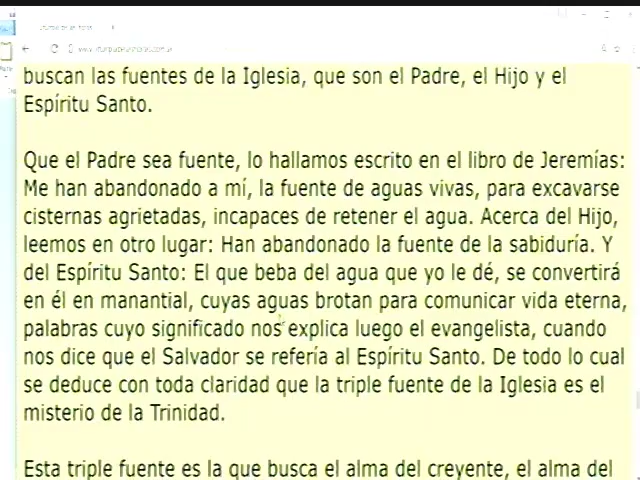 buscan las fuentes de la Iglesia, que son el Padre, el Hijo y el
Espíritu Santo.
Que el Padre sea fuente, lo hallamos escrito en el libro de Jeremías:
Me han abandonado a mí, la fuente de aguas vivas, para excavarse
cisternas agrietadas, incapaces de retener el agua. Acerca del Hijo,
leemos en otro lugar: Han abandonado la fuente de la sabiduría. Y
del Espíritu Santo: El que beba del agua que yo le dé, se convertirá
en él en manantial, cuyas aguas brotan para comunicar vida eterna,
palabras cuyo significado nos explica luego el evangelista, cuando
nos dice que el Salvador se refería al Espíritu Santo. De todo lo cual
se deduce con toda claridad que la triple fuente de la Iglesia es el
misterio de la Trinidad.
Esta triple fuente es la que busca el alma del creyente, el alma del